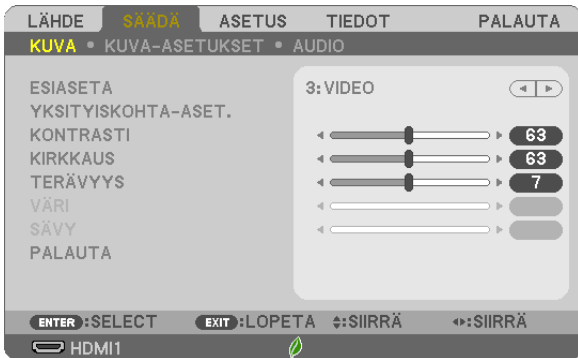 LÄHDE SÄÄDÄ ASETUS TIEDOT PALAUTA
KUVA • KUVA-ASETUKSET • AUDIO
ESIASETA 3:VIDEO
YKSITYISKOHTA-ASET.
KONTRASTI 63
KIRKKAUS 63
TERÄVYYS 7
VÄRI
SÄVY
PALAUTA
ENTER:SELECT EXIT:LOPETA :SIIRRÄ :SIIRRÄ
HDMI1